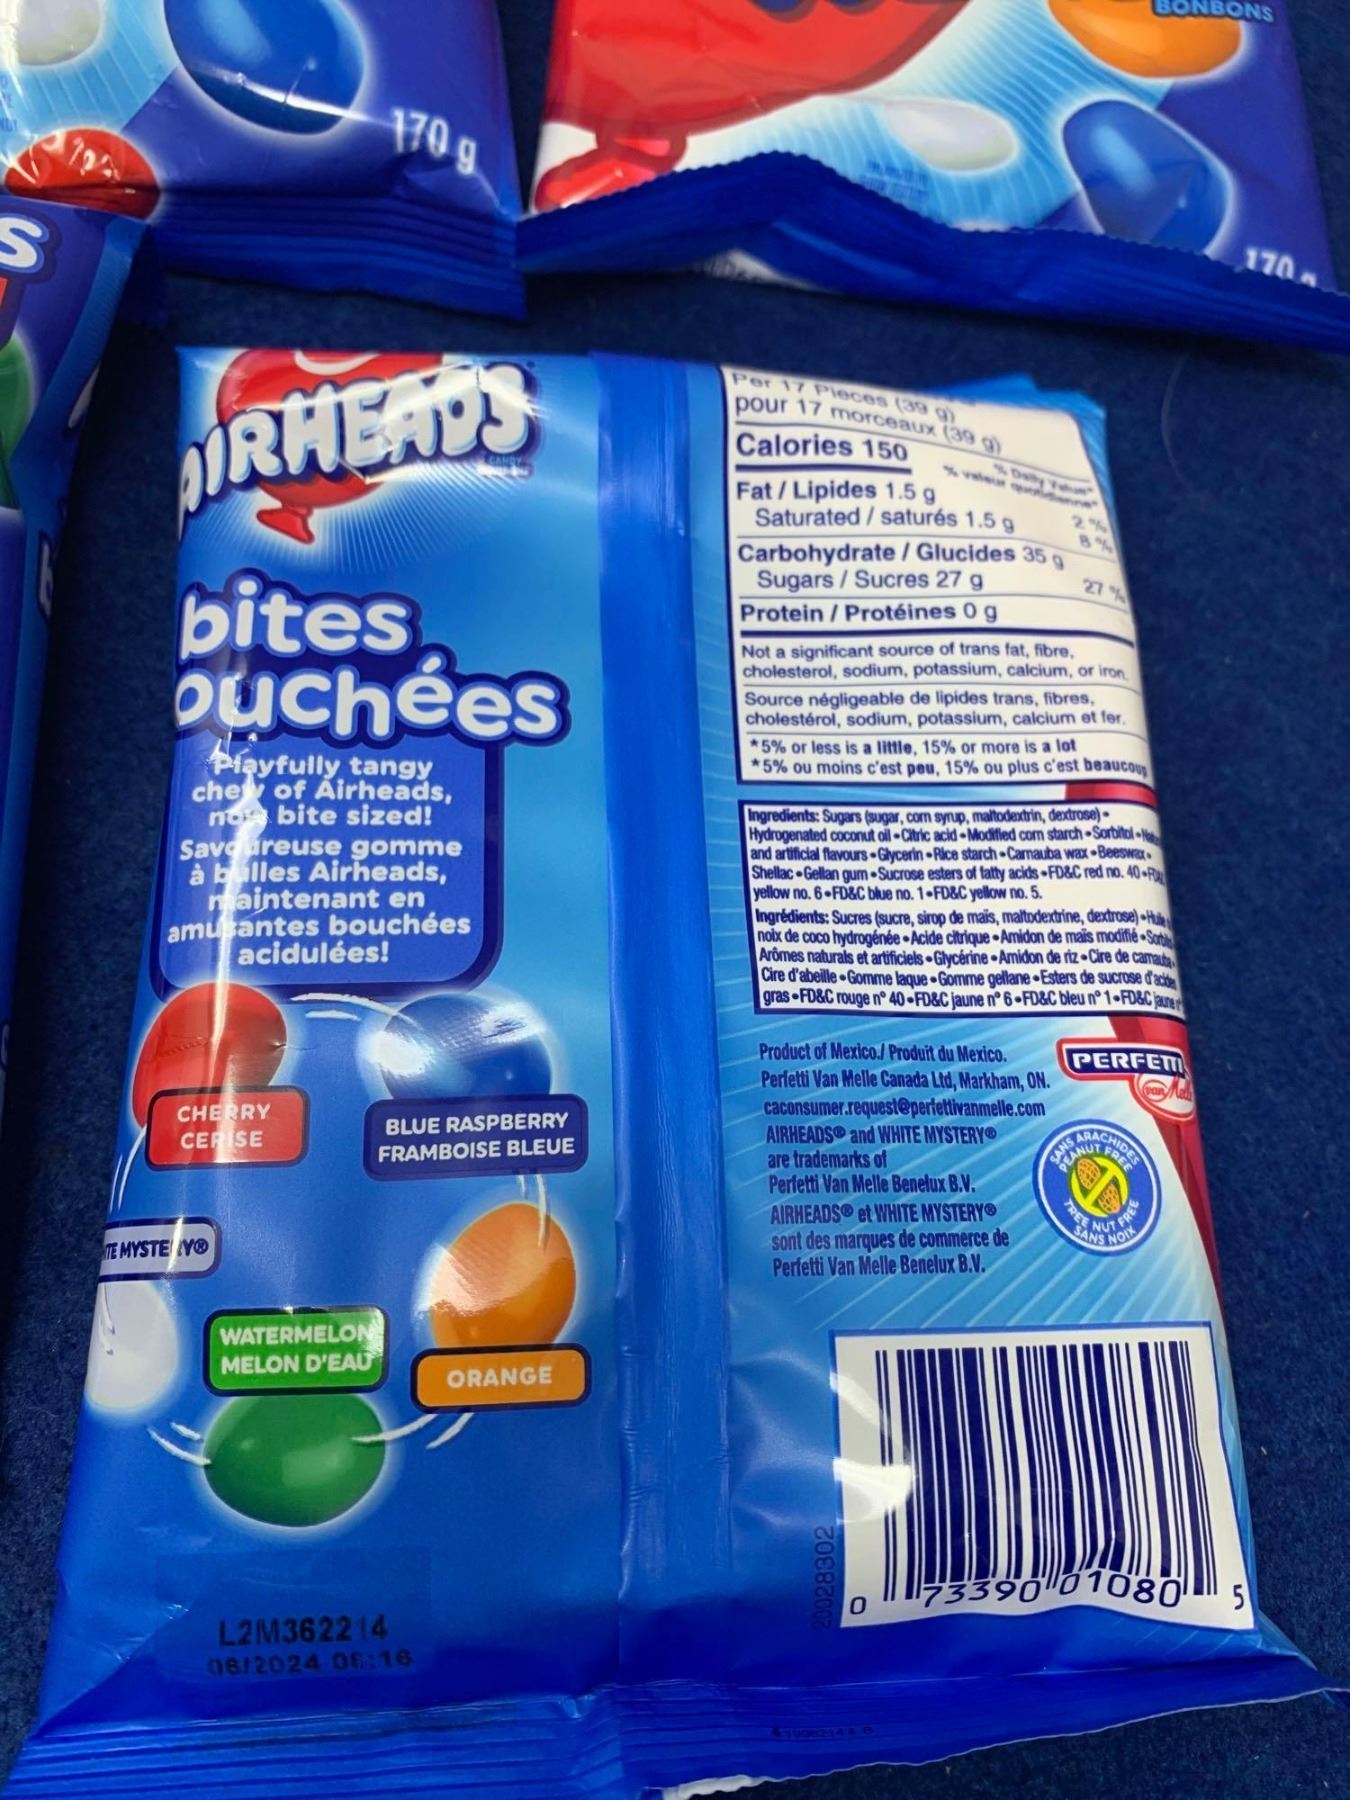 BONBONS
170 g
170 g
S
AIRHEADS
CANDY
bites
ouchées
Playfully tangy
chew of Airheads,
now bite sized!
Savoureuse gomme
à bulles Airheads,
maintenant en
amusantes bouchées
acidulées!
CHERRY
CERISE
BLUE RASPBERRY
FRAMBOISE BLEUE
TE MYSTERY®
WATERMELON
MELON D'EAU
ORANGE
L2M362214
06/2024 06:16
Per 17 Pieces (39 g)
pour 17 morceaux (39 g)
Calories 150
% Daily Value*
% valeur quotidienne*
Fat / Lipides 1.5 g 2 %
Saturated / saturés 1.5 g 8 %
Carbohydrate / Glucides 35 g
Sugars / Sucres 27 g 27 %
Protein / Protéines 0 g
Not a significant source of trans fat, fibre,
cholesterol, sodium, potassium, calcium, or iron.
Source négligeable de lipides trans, fibres,
cholestérol, sodium, potassium, calcium et fer.
*5% or less is a little, 15% or more is a lot
*5% ou moins c'est peu, 15% ou plus c'est beaucoup
Ingredients: Sugars (sugar, corn syrup, maltodextrin, dextrose) •
Hydrogenated coconut oil • Citric acid • Modified corn starch • Sorbitol •
and artificial flavours • Glycerin • Rice starch • Carnauba wax • Beeswax •
Shellac • Gellan gum • Sucrose esters of fatty acids • FD&C red no. 40 •
yellow no. 6 • FD&C blue no. 1 • FD&C yellow no. 5.
Ingrédients: Sucres (sucre, sirop de maïs, maltodextrine, dextrose) • Huile
noix de coco hydrogénée • Acide citrique • Amidon de maïs modifié •
Arômes naturals et artificiels • Glycérine • Amidon de riz • Cire de carnauba •
Cire d'abeille • Gomme laque • Gomme gellane • Esters de sucrose d'acides
gras • FD&C rouge n° 40 • FD&C jaune n° 6 • FD&C bleu n° 1 • FD&C jaune
Product of Mexico./ Produit du Mexico.
Perfetti Van Melle Canada Ltd, Markham, ON.
caconsumer.request@perfettivanmelle.com
AIRHEADS® and WHITE MYSTERY®
are trademarks of
Perfetti Van Melle Benelux B.V.
AIRHEADS® et WHITE MYSTERY®
sont des marques de commerce de
Perfetti Van Melle Benelux B.V.
PERFETTI
van Melle
SANS ARACHIDES
PEANUT FREE
TREE NUT FREE
SANS NOIX
20028302
0 73390 01080 5